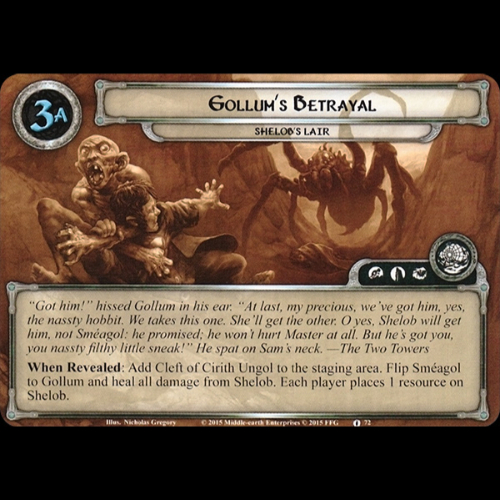 3A
GOLLUM'S BETRAYAL
SHELOB'S LAIR
"Got him!" hissed Gollum in his ear. "At last, my precious, we've got him, yes,
the nassty hobbit. We takes this one. She'll get the other. O yes, Shelob will get
him, not Sméagol: he promised; he won't hurt Master at all. But he's got you,
you nassty filthy little sneak!" He spat on Sam's neck. —The Two Towers
When Revealed: Add Cleft of Cirith Ungol to the staging area. Flip Sméagol
to Gollum and heal all damage from Shelob. Each player places 1 resource on
Shelob.
Illus. Nicholas Gregory © 2015 Middle-earth Enterprises © 2015 FFG 72